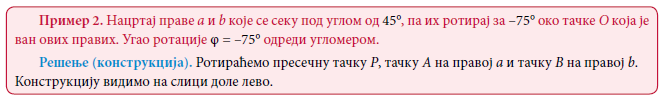 Пример 2. Нацртај праве a и b које се секу под углом од 45°, па их ротирај за –75° око тачке O која је
ван ових правих. Угао ротације φ = –75° одреди угломером.
Решење (конструкција). Ротираћемо пресечну тачку P, тачку A на правој a и тачку B на правој b.
Конструкцију видимо на слици доле лево.